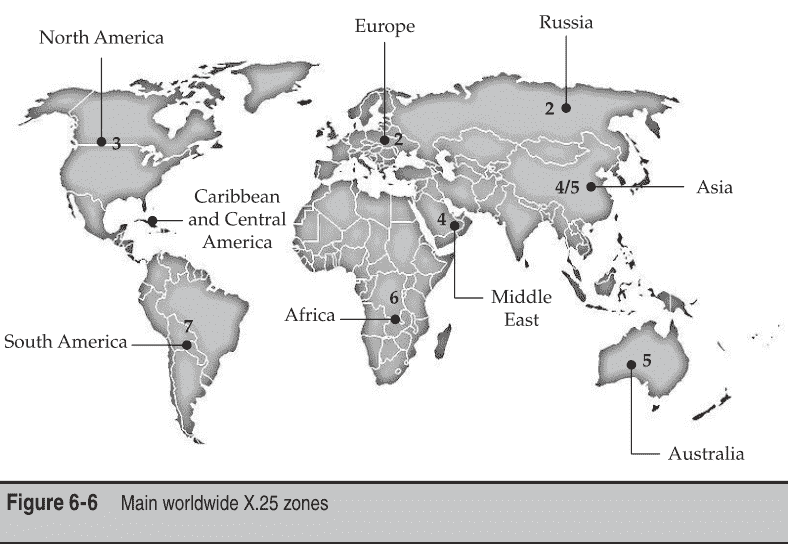 Europe
Russia
North America
2
2
3
4/5
Asia
Caribbean
and Central
America
4
6
Middle
East
Africa
7
South America
5
Australia
Figure 6-6 Main worldwide X.25 zones